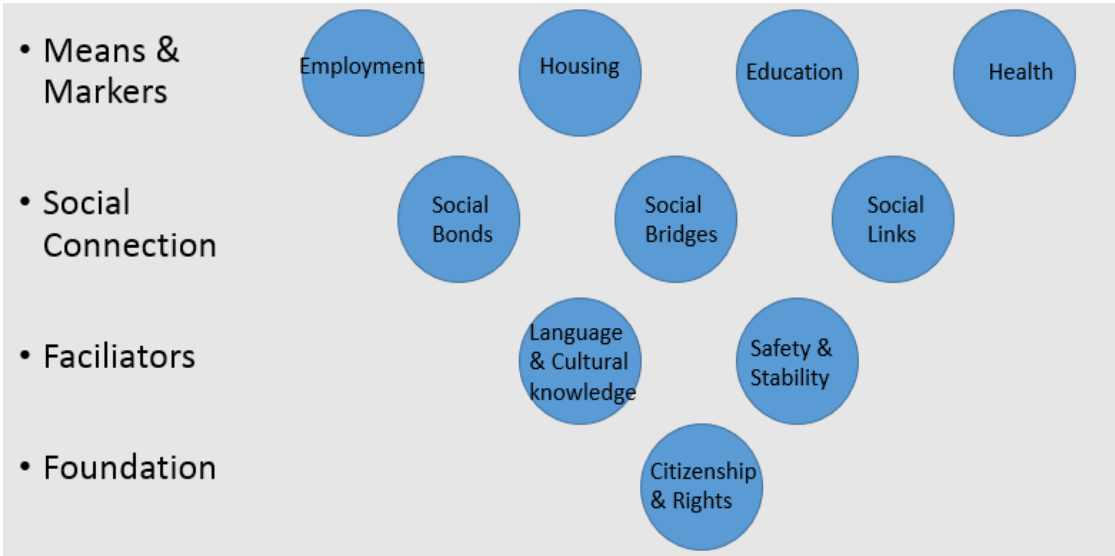 • Means &
Markers
Employment
Housing
Education
Health
• Social
Connection
Social
Bonds
Social
Bridges
Social
Links
• Faciliators
Language
& Cultural
knowledge
Safety &
Stability
• Foundation
Citizenship
& Rights